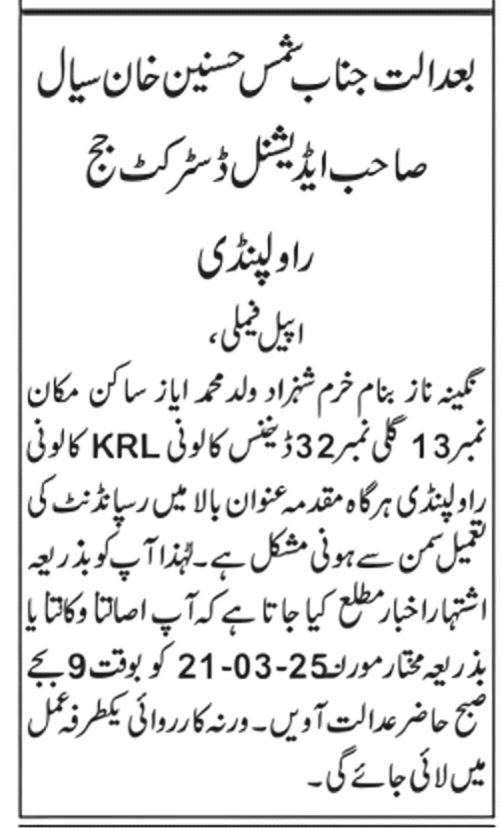 بعدالت جناب شمس حسنین خان سیال
صاحب ایڈیشنل ڈسٹرکٹ جج
راولپنڈی
اپیل فیملی،
نگینہ ناز بنام خرم شہزاد ولد محمد ایاز ساکن مکان
نمبر13 گلی نمبر32 ڈیفنس کالونی KRL کالونی
راولپنڈی ہرگاہ مقدمہ عنوان بالا میں رسپانڈنٹ کی
تعمیل سمن سے ہونی مشکل ہے۔لہٰذا آپ کو بذریعہ
اشتہار اخبار مطلع کیا جاتا ہے کہ آپ اصالتا وکالتا یا
بذریعہ مختار مورخہ 21-03-25 کو بوقت 9 بجے
صبح حاضر عدالت آویں۔ورنہ کارروائی یکطرفہ عمل
میں لائی جائے گی۔